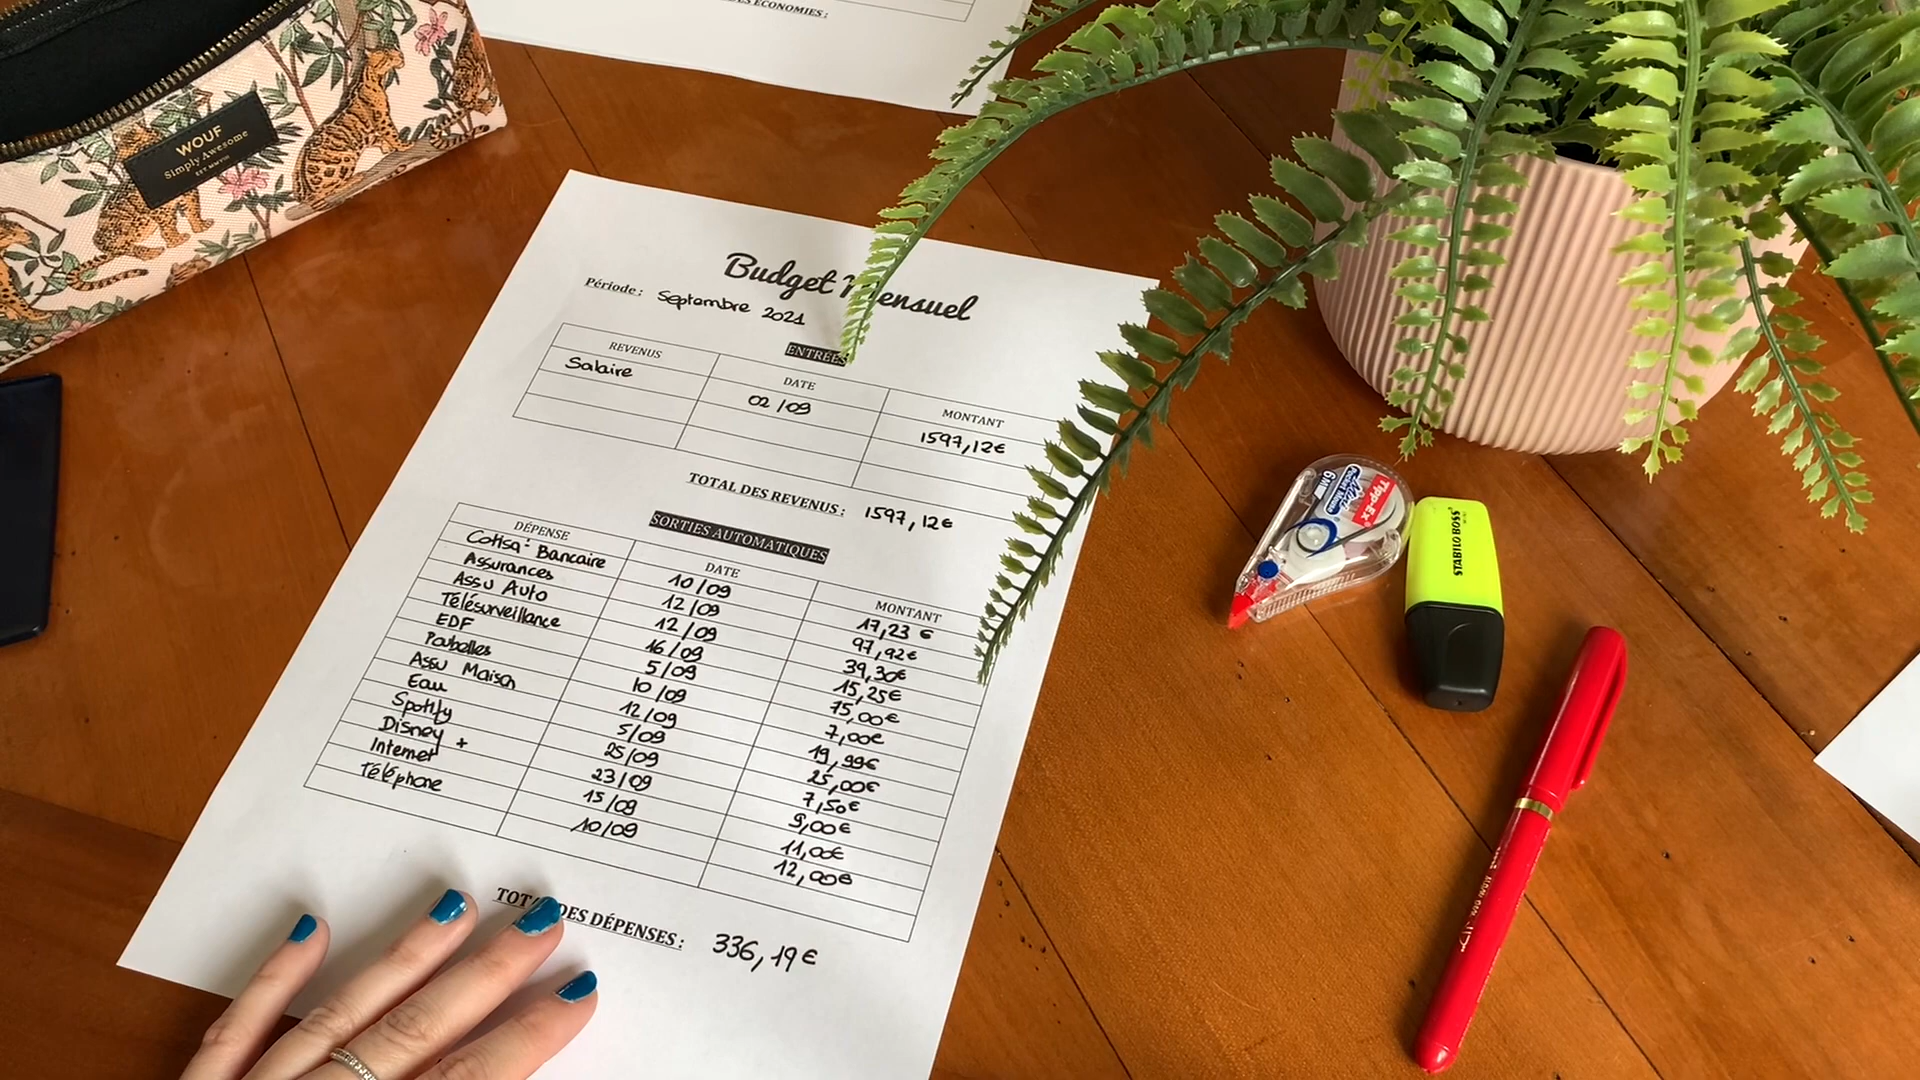 DES ÉCONOMIES :
WOUF
Simply Awesome
Budget Mensuel
Période : Septembre 2021
ENTRÉES
REVENUS DATE MONTANT
Salaire 02/09 1597,12€
TOTAL DES REVENUS : 1597,12€
SORTIES AUTOMATIQUES
DÉPENSE DATE MONTANT
Cotisa° Bancaire 10/09 17,23 €
Assurances 12/09 97,92€
Assu Auto 12/09 39,30€
Télésurveillance 16/09 15,25€
EDF 5/09 75,00€
Poubelles 10/09 7,00€
Assu Maison 12/09 19,99€
Eau 5/09 25,00€
Spotify 25/09 7,50€
Disney + 23/09 9,00€
Internet 15/09 11,00€
Téléphone 10/09 12,00€
DES DÉPENSES : 336,19€
Tipp-Ex
Pocket Mouse
6M
STABILO BOSS